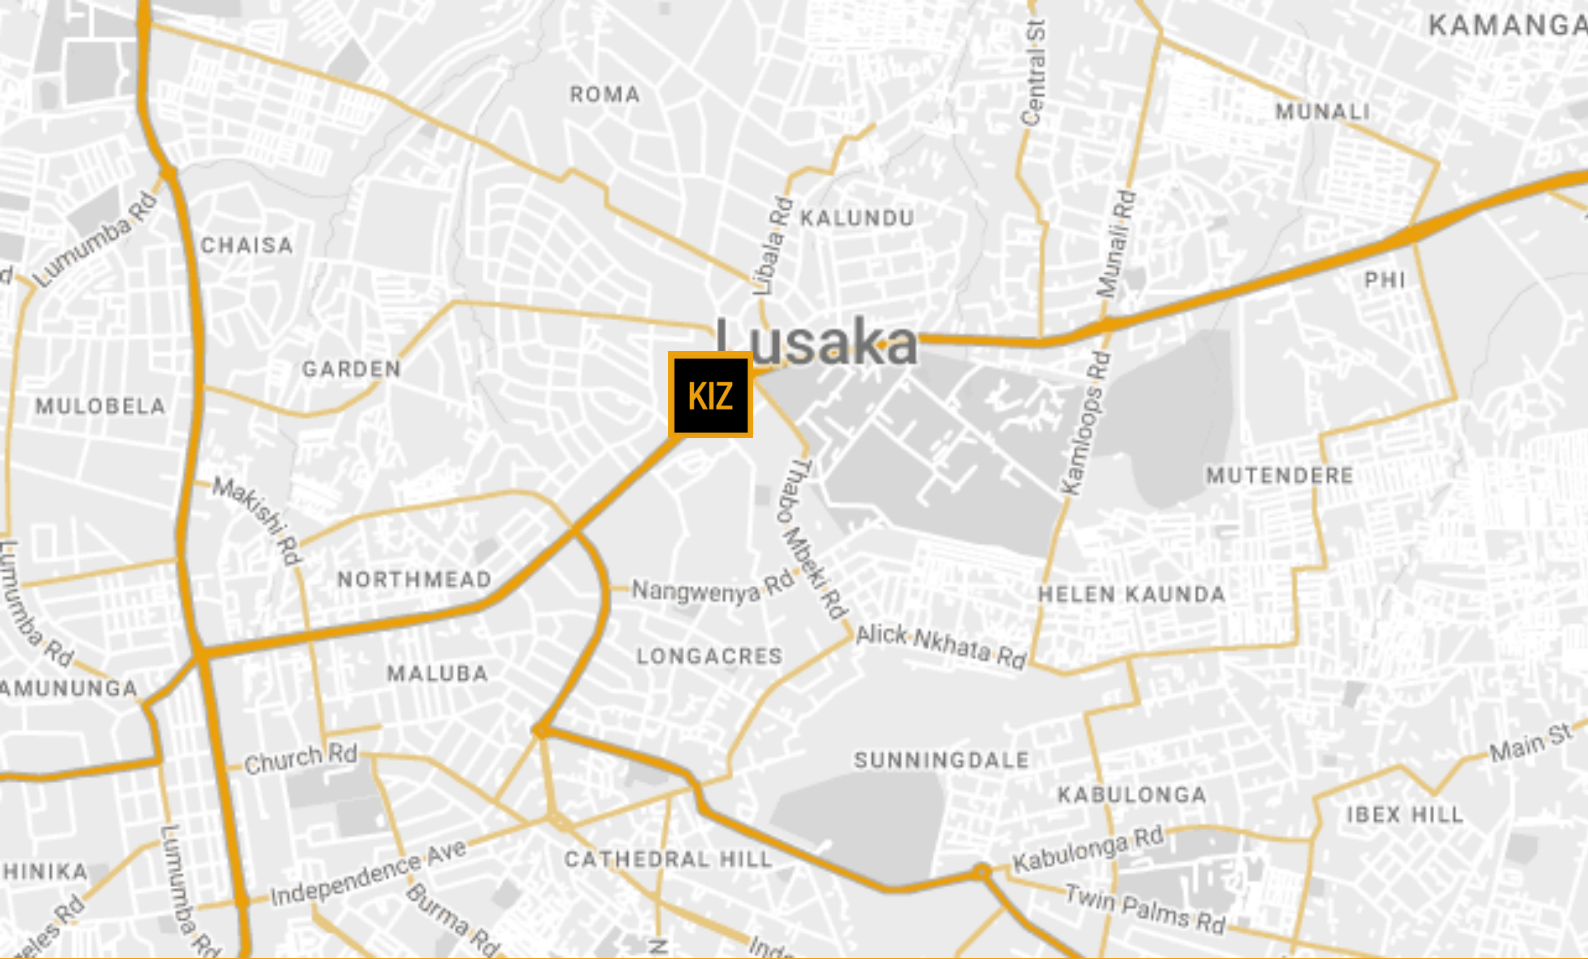 KAMANGA
Central St
ROMA
MUNALI
Lumumba Rd
Libala Rd
KALUNDU
Munali Rd
CHAISA
d
PHI
Lusaka
GARDEN
KIZ
MULOBELA
Kamloops Rd
MUTENDERE
Makishi Rd
Thabo Mbeki Rd
Lumumba Rd
NORTHMEAD
Nangwenya Rd
HELEN KAUNDA
Alick Nkhata Rd
LONGACRES
MALUBA
AMUNUNGA
Church Rd
SUNNINGDALE
Main St
KABULONGA
IBEX HILL
Lumumba Rd
Kabulonga Rd
CATHEDRAL HILL
HINIKA
Independence Ave
Burma Rd
Twin Palms Rd
eles Rd
N
Inde